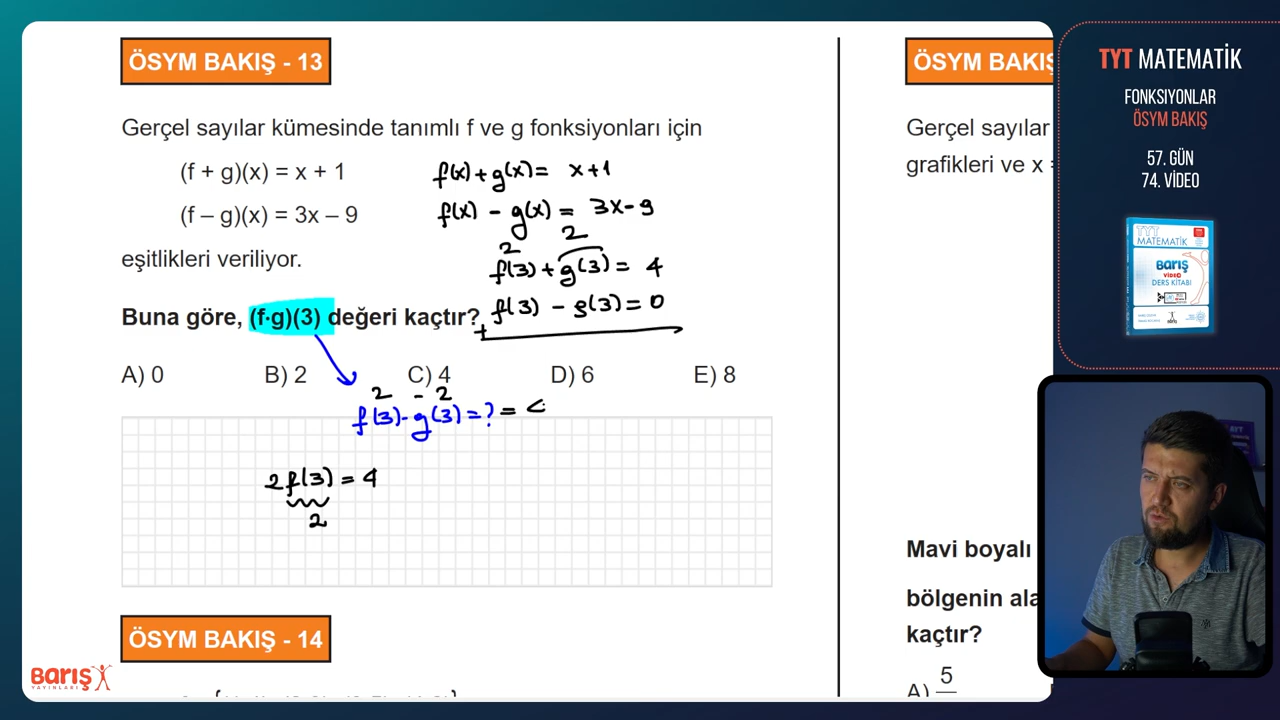 ÖSYM BAKIŞ - 13
Gerçel sayılar kümesinde tanımlı f ve g fonksiyonları için
(f + g)(x) = x + 1
(f – g)(x) = 3x – 9
eşitlikleri veriliyor.
Buna göre, (f·g)(3) değeri kaçtır?
A) 0 B) 2 C) 4 D) 6 E) 8
f(x) + g(x) = x+1
f(x) - g(x) = 3x-9
2 2
f(3) + g(3) = 4
f(3) - g(3) = 0
+
2 - 2
f(3) - g(3) = ? =
2f(3) = 4
2
ÖSYM BAKIŞ - 14
BARIŞ
YAYINLARI
ÖSYM BAKIŞ
Gerçel sayılar
grafikleri ve x
Mavi boyalı
bölgenin ala
kaçtır?
A) 5
TYT MATEMATİK
FONKSIYONLAR
ÖSYM BAKIŞ
57. GÜN
74. VİDEO
TYT
MATEMATİK
BARIŞ
VİDEO
DERS KİTABI